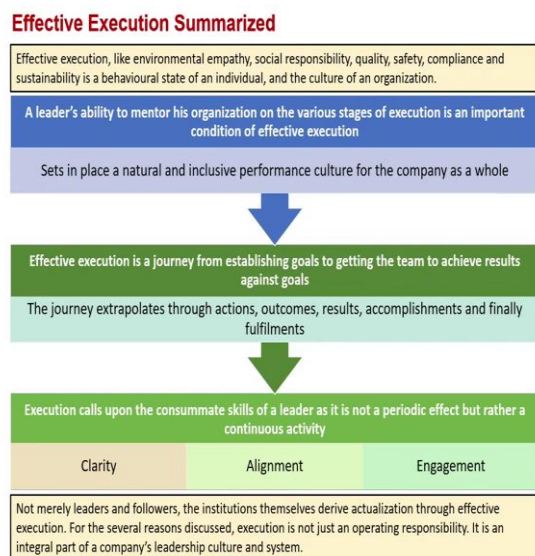 Effective Execution Summarized
Effective execution, like environmental empathy, social responsibility, quality, safety, compliance and
sustainability is a behavioural state of an individual, and the culture of an organization.
A leader's ability to mentor his organization on the various stages of execution is an important
condition of effective execution
Sets in place a natural and inclusive performance culture for the company as a whole
Effective execution is a journey from establishing goals to getting the team to achieve results
against goals
The journey extrapolates through actions, outcomes, results, accomplishments and finally
fulfilments
Execution calls upon the consummate skills of a leader as it is not a periodic effect but rather a
continuous activity
Clarity
Alignment
Engagement
Not merely leaders and followers, the institutions themselves derive actualization through effective
execution. For the several reasons discussed, execution is not just an operating responsibility. It is an
integral part of a company's leadership culture and system.